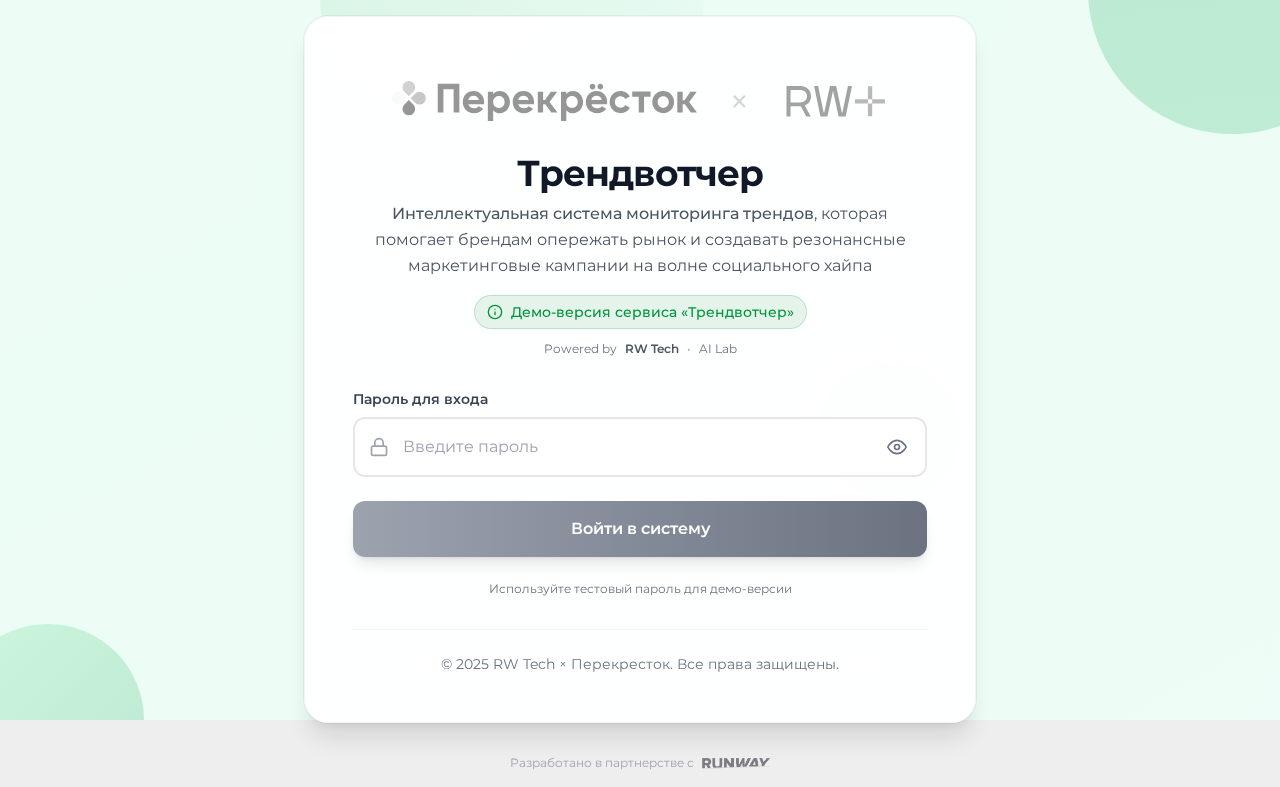 Перекрёсток × RW+
Трендвотчер
Интеллектуальная система мониторинга трендов, которая
помогает брендам опережать рынок и создавать резонансные
маркетинговые кампании на волне социального хайпа
Демо-версия сервиса «Трендвотчер»
Powered by RW Tech · AI Lab
Пароль для входа
Введите пароль
Войти в систему
Используйте тестовый пароль для демо-версии
© 2025 RW Tech × Перекресток. Все права защищены.
Разработано в партнерстве с RUNWAY